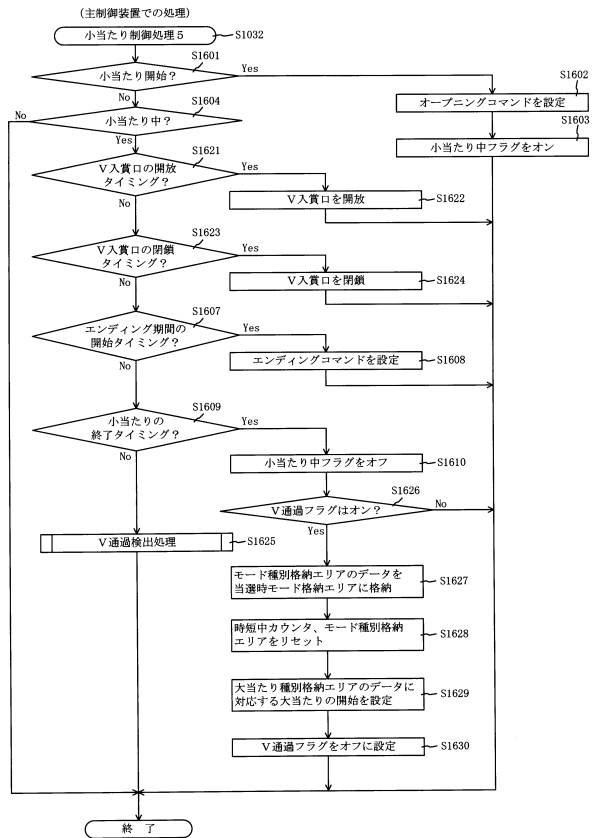 (主制御装置での処理)
小当たり制御処理5
S1032
小当たり開始?
S1601
Yes
No
オープニングコマンドを設定
S1602
小当たり中フラグをオン
S1603
小当たり中?
S1604
No
Yes
V入賞口の開放
タイミング?
S1621
Yes
No
V入賞口を開放
S1622
V入賞口の閉鎖
タイミング?
S1623
Yes
No
V入賞口を閉鎖
S1624
エンディング期間の
開始タイミング?
S1607
Yes
No
エンディングコマンドを設定
S1608
小当たりの
終了タイミング?
S1609
Yes
No
小当たり中フラグをオフ
S1610
V通過フラグはオン?
S1626
No
Yes
V通過検出処理
S1625
モード種別格納エリアのデータを
当選時モード格納エリアに格納
S1627
時短中カウンタ、モード種別格納
エリアをリセット
S1628
大当たり種別格納エリアのデータに
対応する大当たりの開始を設定
S1629
V通過フラグをオフに設定
S1630
終 了